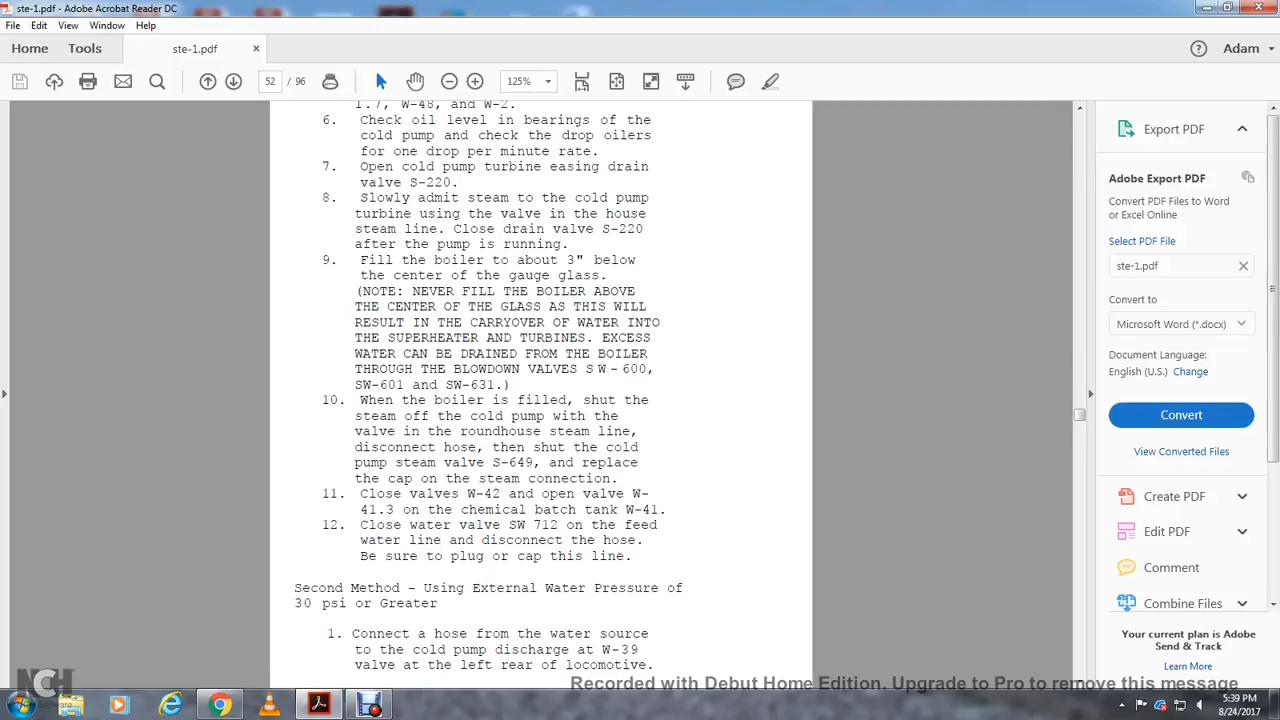 ste-1.pdf - Adobe Acrobat Reader DC
File Edit View Window Help
Home Tools ste-1.pdf × Adam
52 / 96 125%
1.7, W-48, and W-2.
6. Check oil level in bearings of the
cold pump and check the drop oilers
for one drop per minute rate.
7. Open cold pump turbine easing drain
valve S-220.
8. Slowly admit steam to the cold pump
turbine using the valve in the house
steam line. Close drain valve S-220
after the pump is running.
9. Fill the boiler to about 3" below
the center of the gauge glass.
(NOTE: NEVER FILL THE BOILER ABOVE
THE CENTER OF THE GLASS AS THIS WILL
RESULT IN THE CARRYOVER OF WATER INTO
THE SUPERHEATER AND TURBINES. EXCESS
WATER CAN BE DRAINED FROM THE BOILER
THROUGH THE BLOWDOWN VALVES S W - 600,
SW-601 and SW-631.)
10. When the boiler is filled, shut the
steam off the cold pump with the
valve in the roundhouse steam line,
disconnect hose, then shut the cold
pump steam valve S-649, and replace
the cap on the steam connection.
11. Close valves W-42 and open valve W-
41.3 on the chemical batch tank W-41.
12. Close water valve SW 712 on the feed
water line and disconnect the hose.
Be sure to plug or cap this line.
Second Method - Using External Water Pressure of
30 psi or Greater
1. Connect a hose from the water source
to the cold pump discharge at W-39
valve at the left rear of locomotive.
Export PDF
Adobe Export PDF
Convert PDF Files to Word
or Excel Online
Select PDF File
ste-1.pdf
Convert to
Microsoft Word (*.docx)
Document Language:
English (U.S.) Change
Convert
View Converted Files
Create PDF
Edit PDF
Comment
Combine Files
Your current plan is Adobe
Send & Track
Learn More
NCH Software
Recorded with Debut Home Edition. Upgrade to Pro to remove this message
5:39 PM
8/24/2017